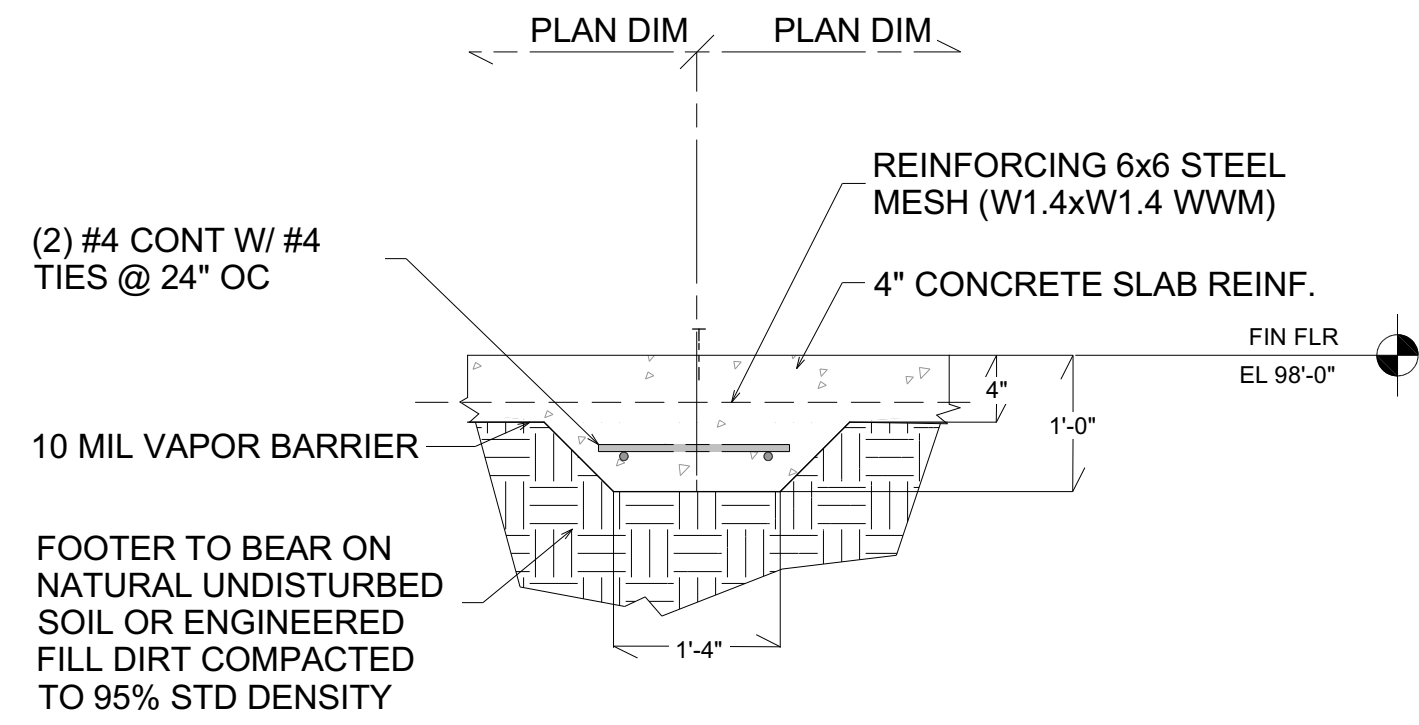 PLAN DIM PLAN DIM
REINFORCING 6x6 STEEL
MESH (W1.4xW1.4 WWM)
(2) #4 CONT W/ #4
TIES @ 24" OC
4" CONCRETE SLAB REINF.
FIN FLR
EL 98'-0"
4"
1'-0"
10 MIL VAPOR BARRIER
FOOTER TO BEAR ON
NATURAL UNDISTURBED
SOIL OR ENGINEERED
FILL DIRT COMPACTED
TO 95% STD DENSITY
1'-4"